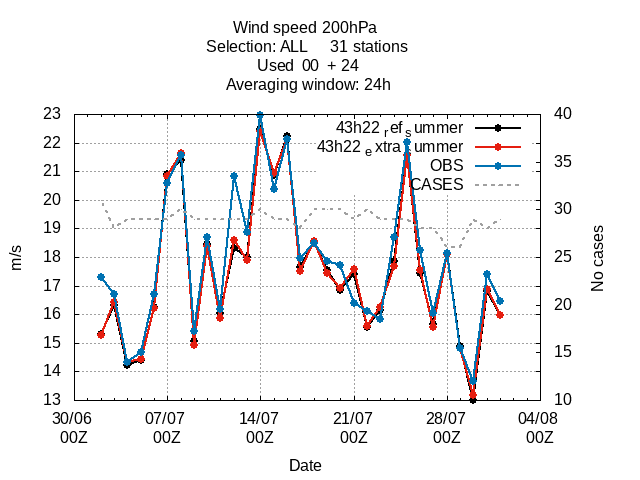 Wind speed 200hPa
Selection: ALL     31 stations
Used  00  + 24
Averaging window: 24h
23 40
43h22 ref summer
22
43h22 extra summer
21 35
OBS
20
CASES
19 30
18 25
17
16 20
15 15
14
13 10
m/s
No cases
30/06 07/07 14/07 21/07 28/07 04/08
00Z 00Z 00Z 00Z 00Z 00Z
Date